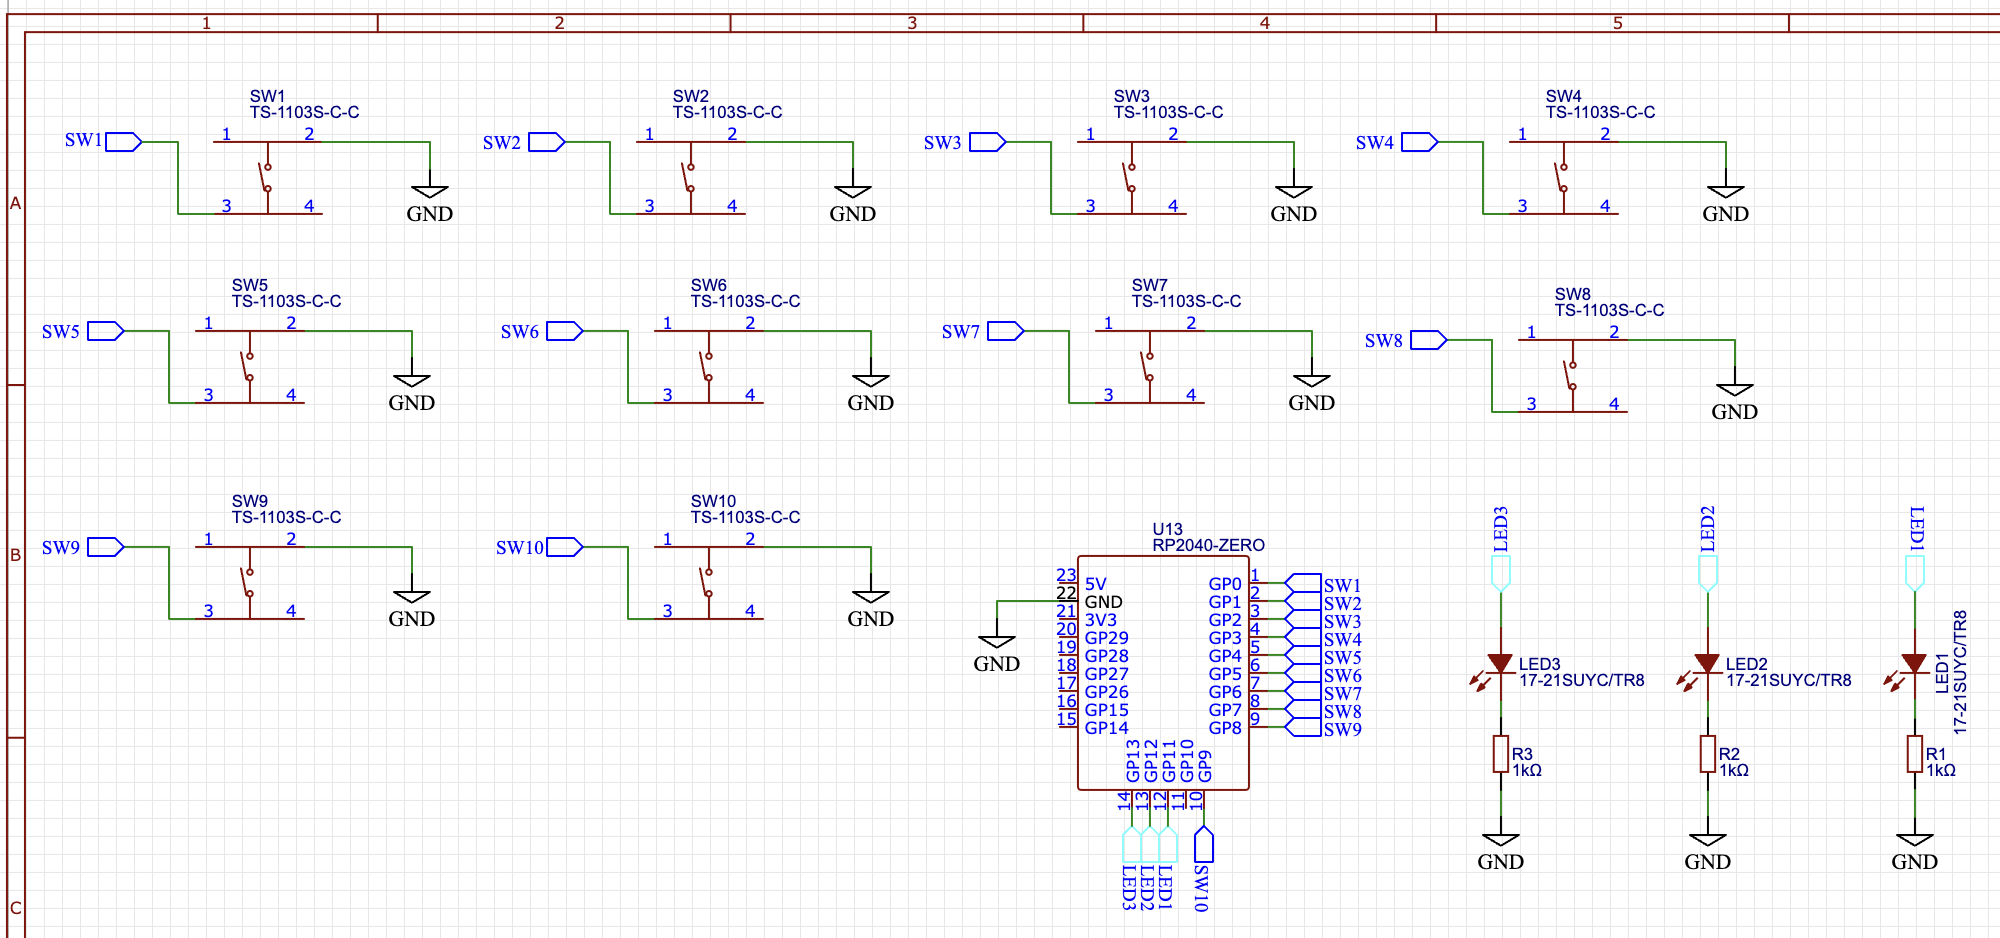 1 2 3 4 5
A
B
C
SW1
TS-1103S-C-C
SW1
1 2
3 4
GND
SW2
TS-1103S-C-C
SW2
1 2
3 4
GND
SW3
TS-1103S-C-C
SW3
1 2
3 4
GND
SW4
TS-1103S-C-C
SW4
1 2
3 4
GND
SW5
TS-1103S-C-C
SW5
1 2
3 4
GND
SW6
TS-1103S-C-C
SW6
1 2
3 4
GND
SW7
TS-1103S-C-C
SW7
1 2
3 4
GND
SW8
TS-1103S-C-C
SW8
1 2
3 4
GND
SW9
TS-1103S-C-C
SW9
1 2
3 4
GND
SW10
TS-1103S-C-C
SW10
1 2
3 4
GND
U13
RP2040-ZERO
23 5V GP0 1 SW1
22 GND GP1 2 SW2
21 3V3 GP2 3 SW3
20 GP29 GP3 4 SW4
19 GP28 GP4 5 SW5
18 GP27 GP5 6 SW6
17 GP26 GP6 7 SW7
16 GP15 GP7 8 SW8
15 GP14 GP8 9 SW9
GND
GP13 GP12 GP11 GP10 GP9
14 13 12 11 10
LED3 LED2 LED1 SW10
LED3
LED3
17-21SUYC/TR8
R3
1kΩ
GND
LED2
LED2
17-21SUYC/TR8
R2
1kΩ
GND
LED1
LED1
17-21SUYC/TR8
R1
1kΩ
GND